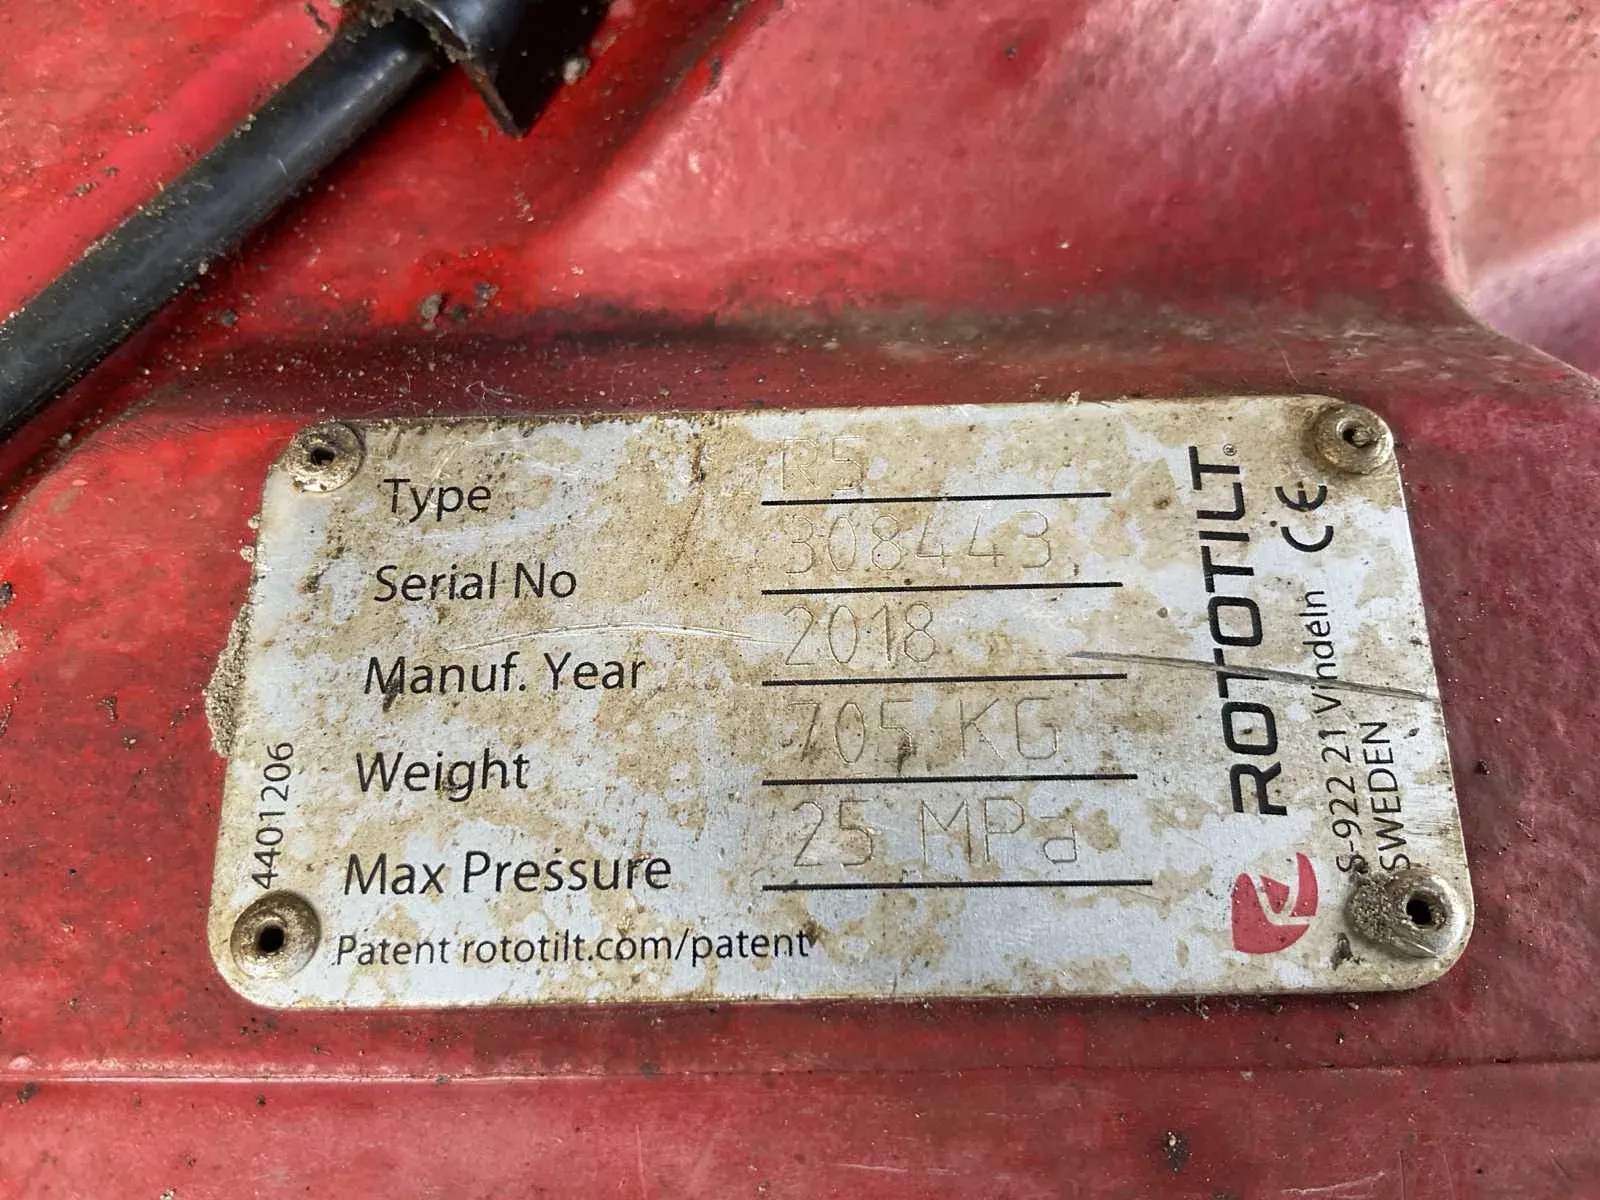 Type R5
Serial No 308443
Manuf. Year 2018
Weight 705 KG
Max Pressure 25 MPa
Patent rototilt.com/patent
4401206
ROTOTILT®
CE
S-922 21 Vindeln
SWEDEN